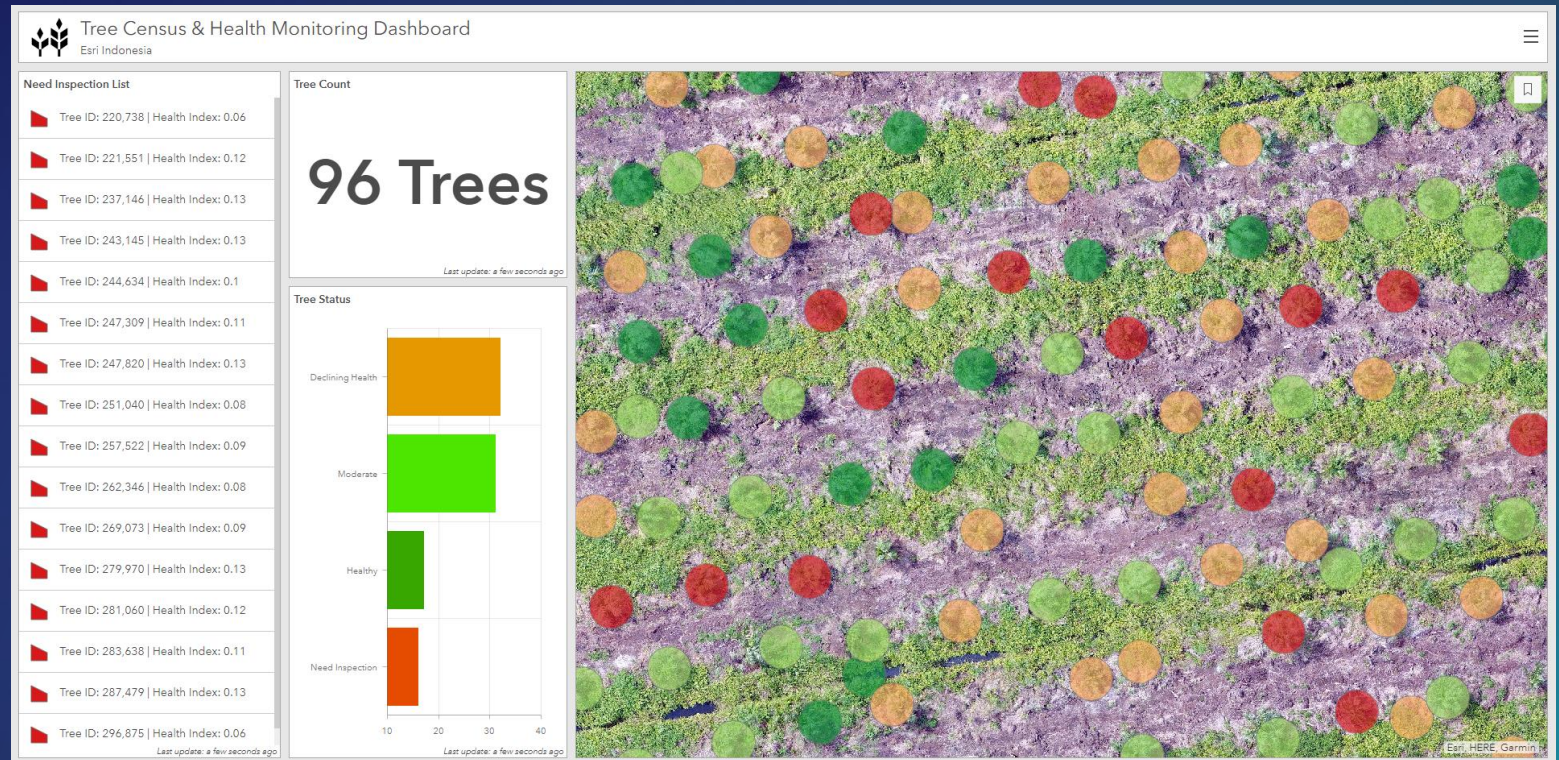 Tree Census & Health Monitoring Dashboard
Esri Indonesia
Need Inspection List
Tree ID: 220,738 | Health Index: 0.06
Tree ID: 221,551 | Health Index: 0.12
Tree ID: 237,146 | Health Index: 0.13
Tree ID: 243,145 | Health Index: 0.13
Tree ID: 244,634 | Health Index: 0.1
Tree ID: 247,309 | Health Index: 0.11
Tree ID: 247,820 | Health Index: 0.13
Tree ID: 251,040 | Health Index: 0.08
Tree ID: 257,522 | Health Index: 0.09
Tree ID: 262,346 | Health Index: 0.08
Tree ID: 269,073 | Health Index: 0.09
Tree ID: 279,970 | Health Index: 0.13
Tree ID: 281,060 | Health Index: 0.12
Tree ID: 283,638 | Health Index: 0.11
Tree ID: 287,479 | Health Index: 0.13
Tree ID: 296,875 | Health Index: 0.06
Last update: a few seconds ago
Tree Count
96 Trees
Last update: a few seconds ago
Tree Status
Declining Health
Moderate
Healthy
Need Inspection
10 20 30 40
Last update: a few seconds ago
Esri, HERE, Garmin